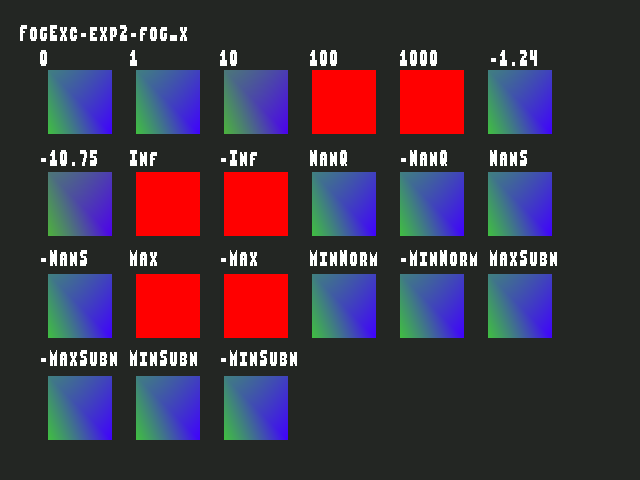 FogExc-exp2-fog_x
0 1 10 100 1000 -1.24
-10.75 Inf -Inf NanQ -NanQ NanS
-NanS Max -Max MinNorm -MinNorm MaxSubN
-MaxSubN MinSubN -MinSubN